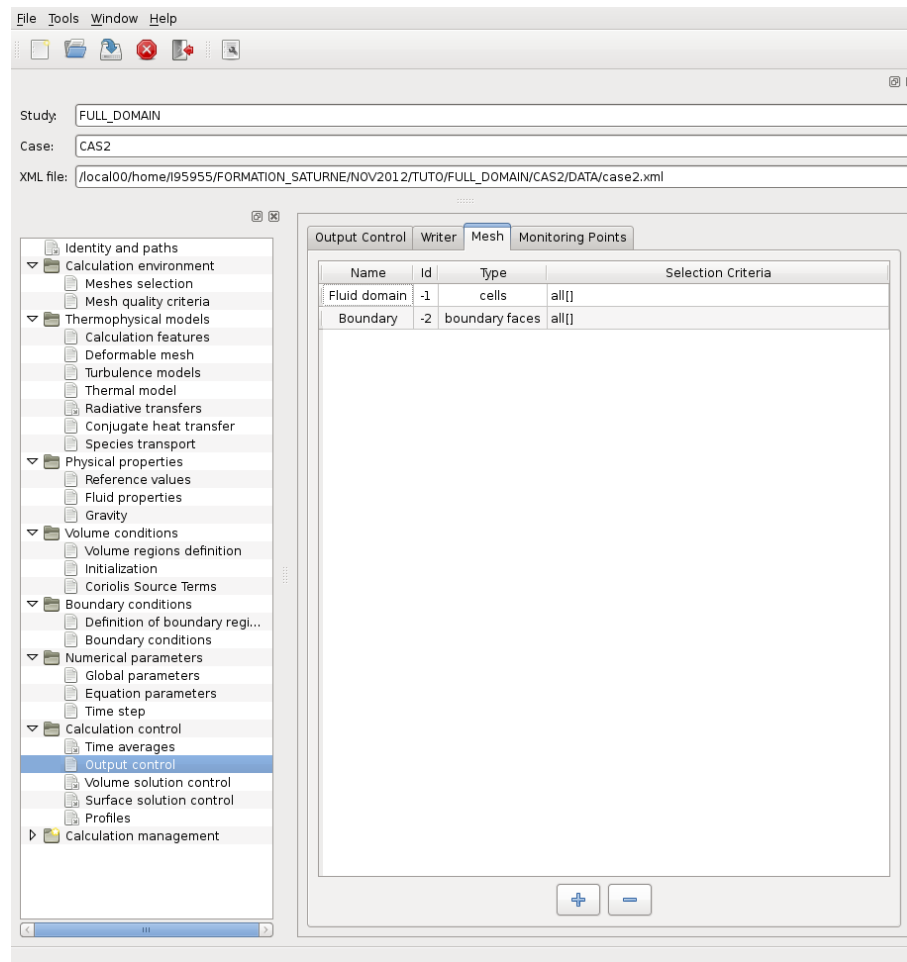 File Tools Window Help
Study: FULL_DOMAIN
Case: CAS2
XML file: /local00/home/I95955/FORMATION_SATURNE/NOV2012/TUTO/FULL_DOMAIN/CAS2/DATA/case2.xml
Identity and paths
Calculation environment
Meshes selection
Mesh quality criteria
Thermophysical models
Calculation features
Deformable mesh
Turbulence models
Thermal model
Radiative transfers
Conjugate heat transfer
Species transport
Physical properties
Reference values
Fluid properties
Gravity
Volume conditions
Volume regions definition
Initialization
Coriolis Source Terms
Boundary conditions
Definition of boundary regi...
Boundary conditions
Numerical parameters
Global parameters
Equation parameters
Time step
Calculation control
Time averages
Output control
Volume solution control
Surface solution control
Profiles
Calculation management
Output Control Writer Mesh Monitoring Points
Name Id Type Selection Criteria
Fluid domain -1 cells all[]
Boundary -2 boundary faces all[]